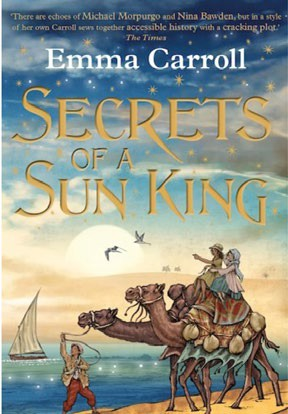 'There are echoes of Michael Morpurgo and Nina Bawden, but in a style
of her own Carroll sews together accessible history with a cracking plot.'
The Times
Emma Carroll
SECRETS
OF A
SUN KING